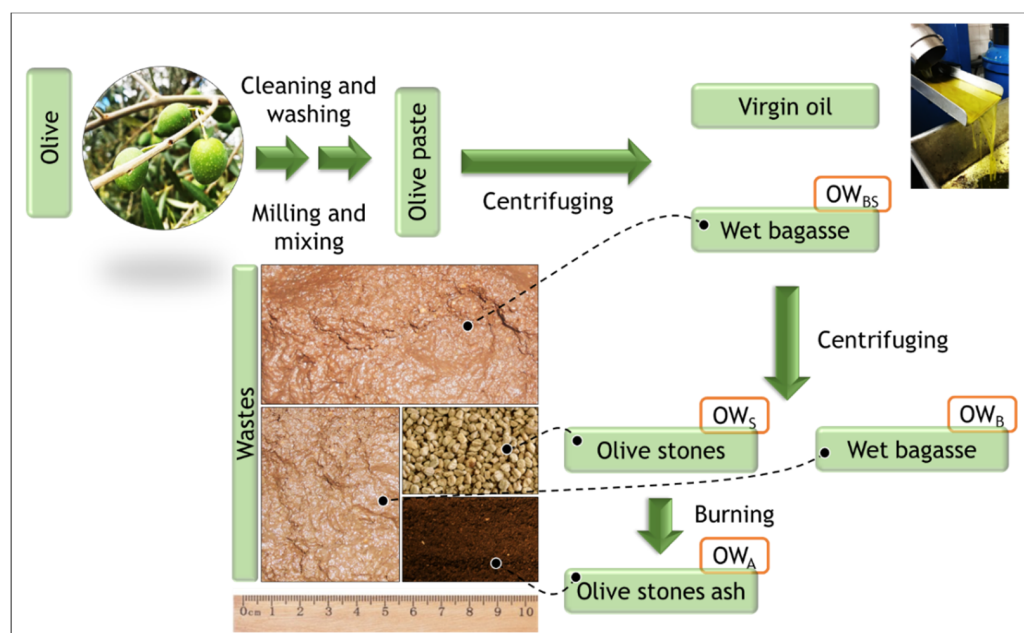 Olive
Cleaning and
washing
Milling and
mixing
Olive paste
Centrifuging
Virgin oil
OWBS
Wet bagasse
Centrifuging
Wastes
OWS
Olive stones
OWB
Wet bagasse
Burning
OWA
Olive stones ash
0cm 1 2 3 4 5 6 7 8 9 10